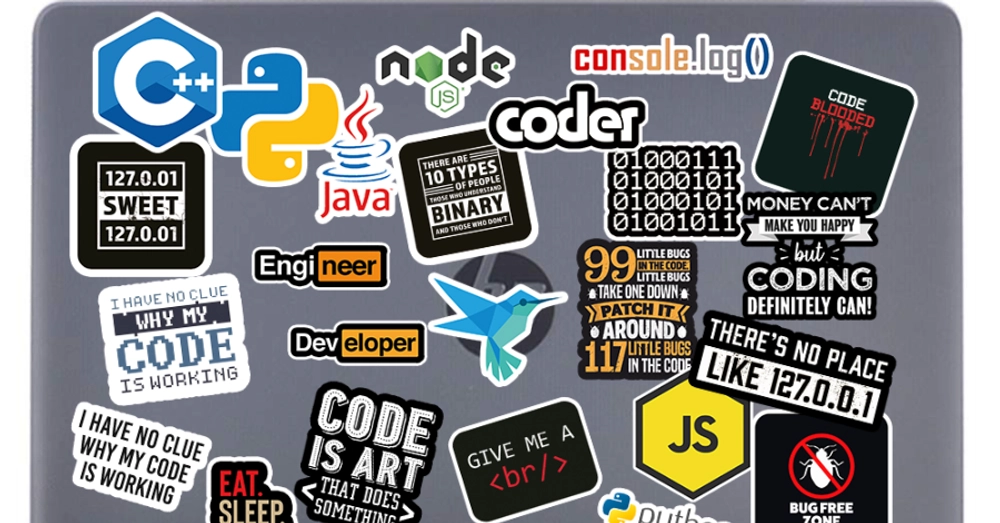 C++
node
JS
console.log()
coder
CODE
BLOODED
Java
127.0.01
SWEET
127.0.01
THERE ARE
10 TYPES
OF PEOPLE
THOSE WHO UNDERSTAND
BINARY
AND THOSE WHO DON'T
01000111
01000101
01000101
01001011
MONEY CAN'T
MAKE YOU HAPPY
but
CODING
DEFINITELY CAN!
Engineer
99 LITTLE BUGS
IN THE CODE
LITTLE BUGS
TAKE ONE DOWN
PATCH IT
AROUND
117 LITTLE BUGS
IN THE CODE
I HAVE NO CLUE
WHY MY
CODE
IS WORKING
Developer
THERE'S NO PLACE
LIKE 127.0.0.1
I HAVE NO CLUE
WHY MY CODE
IS WORKING
CODE
IS ART
THAT DOES
SOMETHING
GIVE ME A
<br/>
JS
EAT.
SLEEP.
BUG FREE
ZONE
Python